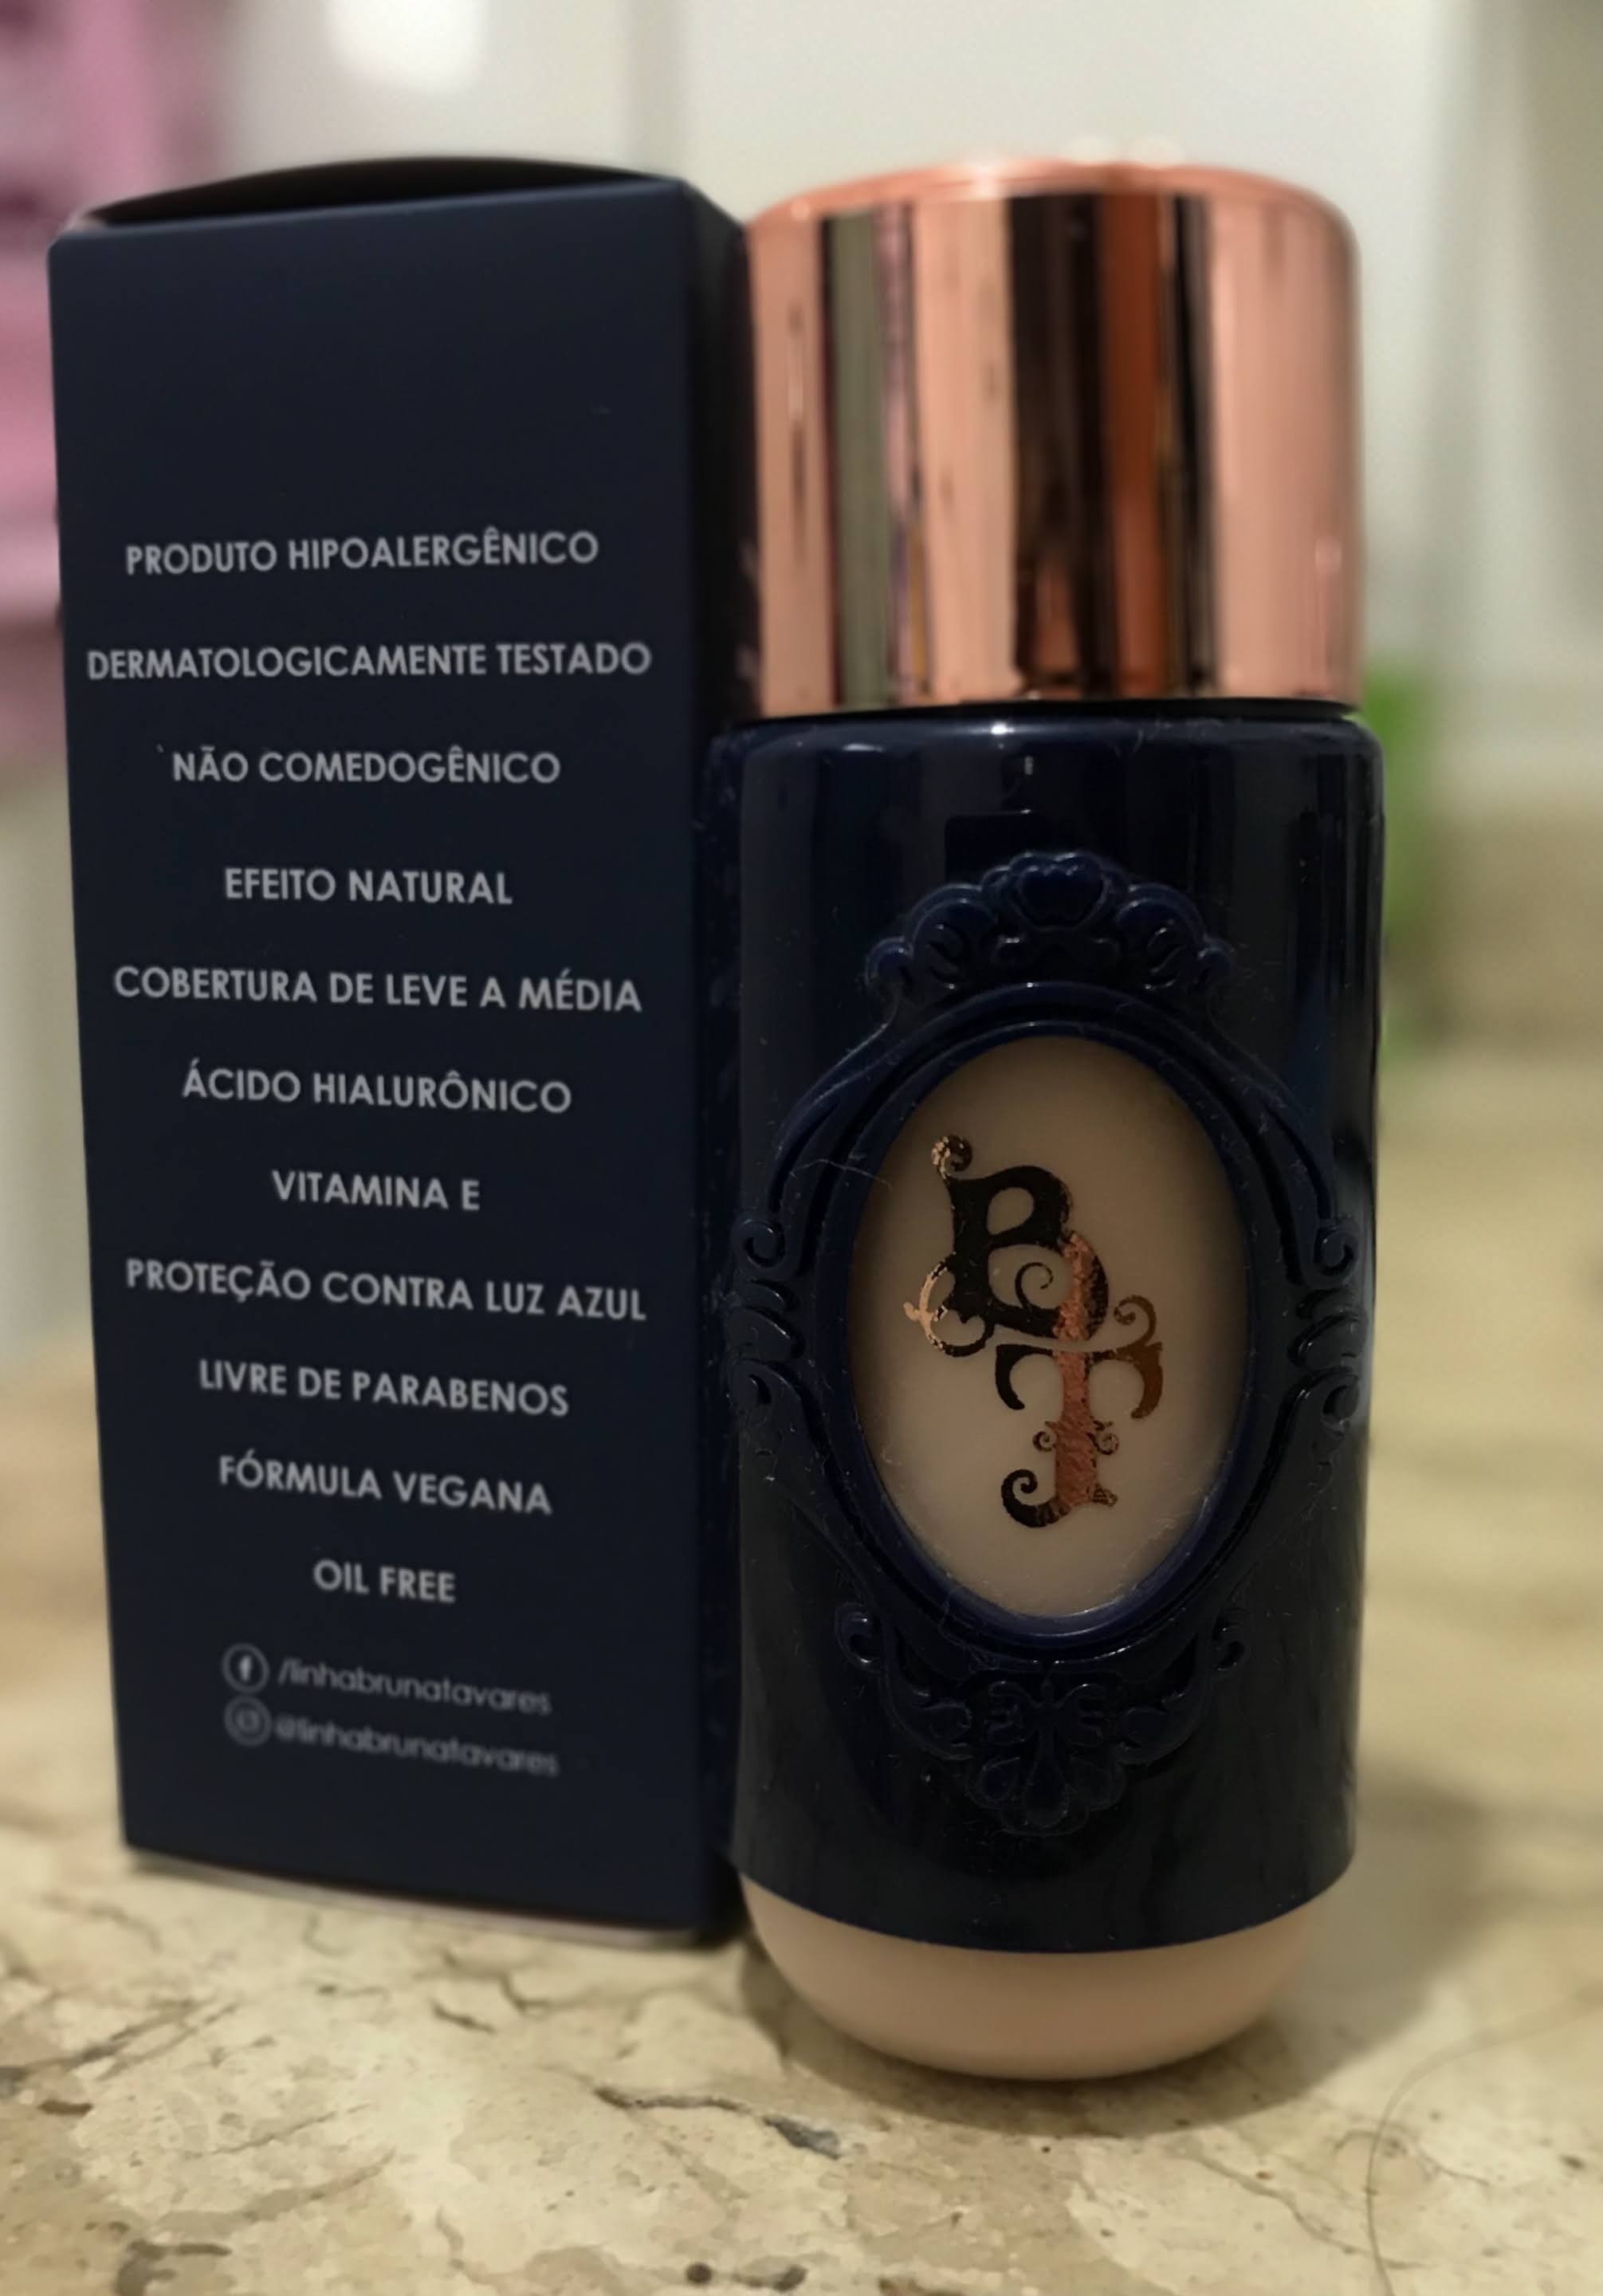 PRODUTO HIPOALERGÊNICO
DERMATOLOGICAMENTE TESTADO
NÃO COMEDOGÊNICO
EFEITO NATURAL
COBERTURA DE LEVE A MÉDIA
ÁCIDO HIALURÔNICO
VITAMINA E
PROTEÇÃO CONTRA LUZ AZUL
LIVRE DE PARABENOS
FÓRMULA VEGANA
OIL FREE
/linhabrunatavares
@linhabrunatavares
BT